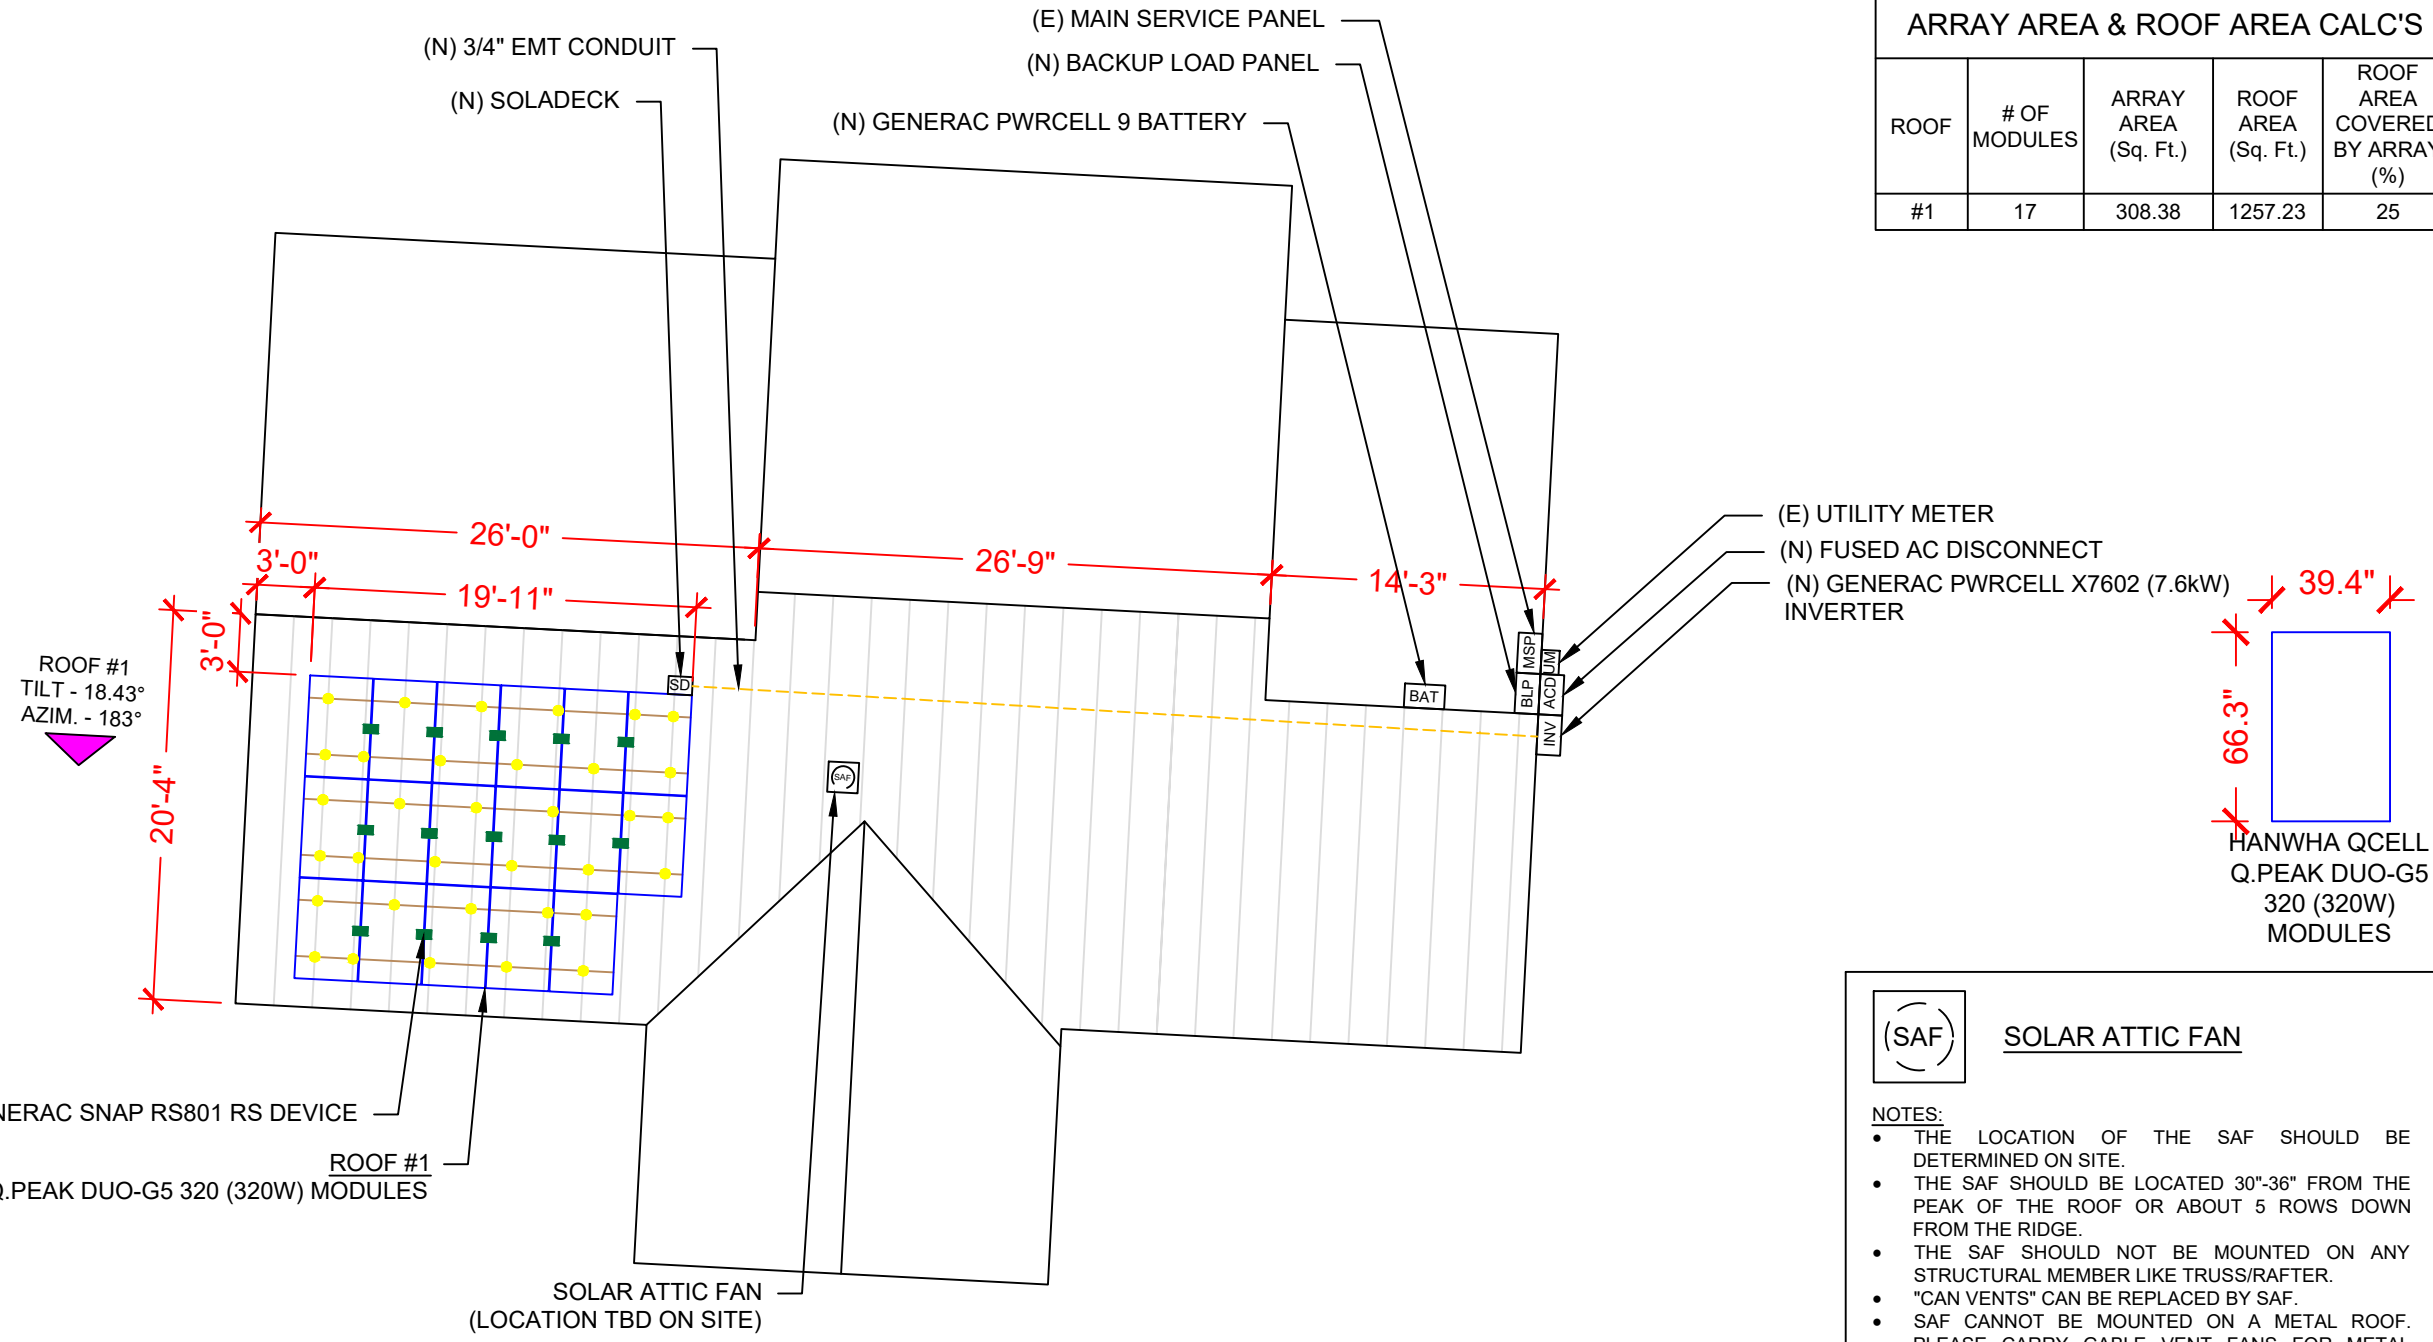 (E) MAIN SERVICE PANEL
(N) 3/4" EMT CONDUIT
(N) BACKUP LOAD PANEL
(N) SOLADECK
(N) GENERAC PWRCELL 9 BATTERY
ARRAY AREA & ROOF AREA CALC'S
ROOF
# OF
MODULES
ARRAY
AREA
(Sq. Ft.)
ROOF
AREA
(Sq. Ft.)
ROOF
AREA
COVERED
BY ARRAY
(%)
#1 17 308.38 1257.23 25
26'-0"
26'-9"
14'-3"
3'-0"
19'-11"
3'-0"
20'-4"
ROOF #1
TILT - 18.43°
AZIM. - 183°
SD
SAF
BAT
MSP
BLP
UM
ACD
INV
(E) UTILITY METER
(N) FUSED AC DISCONNECT
(N) GENERAC PWRCELL X7602 (7.6kW)
INVERTER
39.4"
66.3"
HANWHA QCELL
Q.PEAK DUO-G5
320 (320W)
MODULES
NERAC SNAP RS801 RS DEVICE
ROOF #1
Q.PEAK DUO-G5 320 (320W) MODULES
SOLAR ATTIC FAN
(LOCATION TBD ON SITE)
SAF
SOLAR ATTIC FAN
NOTES:
• THE LOCATION OF THE SAF SHOULD BE
DETERMINED ON SITE.
• THE SAF SHOULD BE LOCATED 30"-36" FROM THE
PEAK OF THE ROOF OR ABOUT 5 ROWS DOWN
FROM THE RIDGE.
• THE SAF SHOULD NOT BE MOUNTED ON ANY
STRUCTURAL MEMBER LIKE TRUSS/RAFTER.
• "CAN VENTS" CAN BE REPLACED BY SAF.
• SAF CANNOT BE MOUNTED ON A METAL ROOF.
PLEASE CARRY GABLE VENT FANS FOR METAL